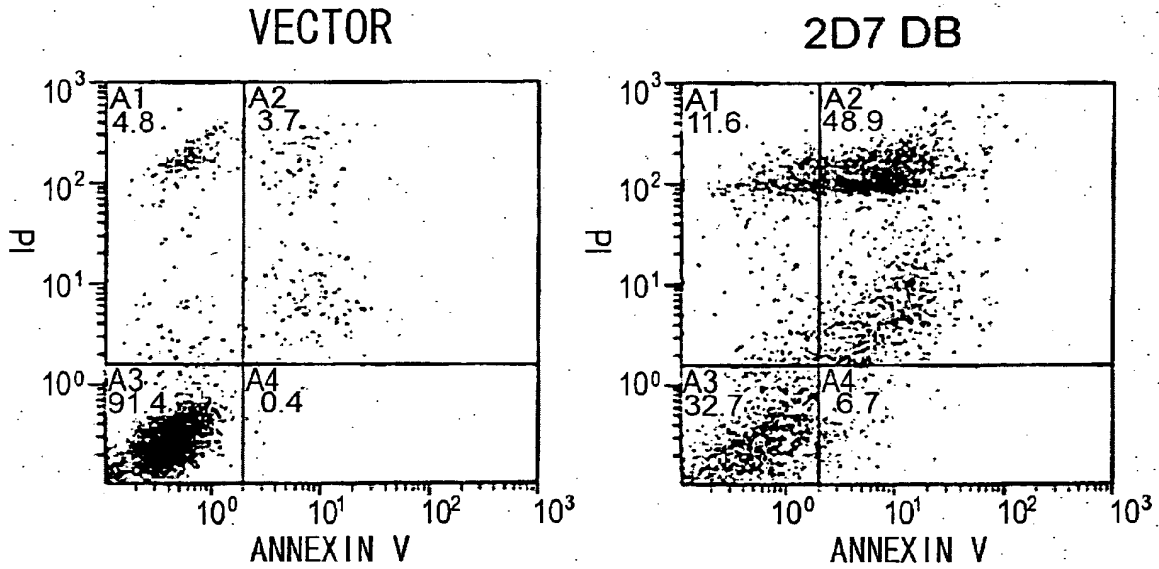 VECTOR
10³
10²
10¹
10⁰
PI
A1
4.8
A2
3.7
A3
91.4
A4
0.4
10⁰ 10¹ 10² 10³
ANNEXIN V
2D7 DB
10³
10²
10¹
10⁰
PI
A1
11.6
A2
48.9
A3
32.7
A4
6.7
10⁰ 10¹ 10² 10³
ANNEXIN V